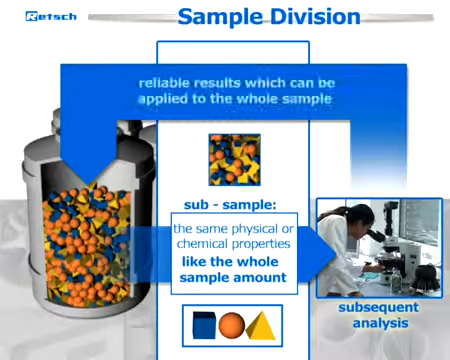 Retsch
Sample Division
reliable results which can be
applied to the whole sample
sub - sample:
the same physical or
chemical properties
like the whole
sample amount
subsequent
analysis